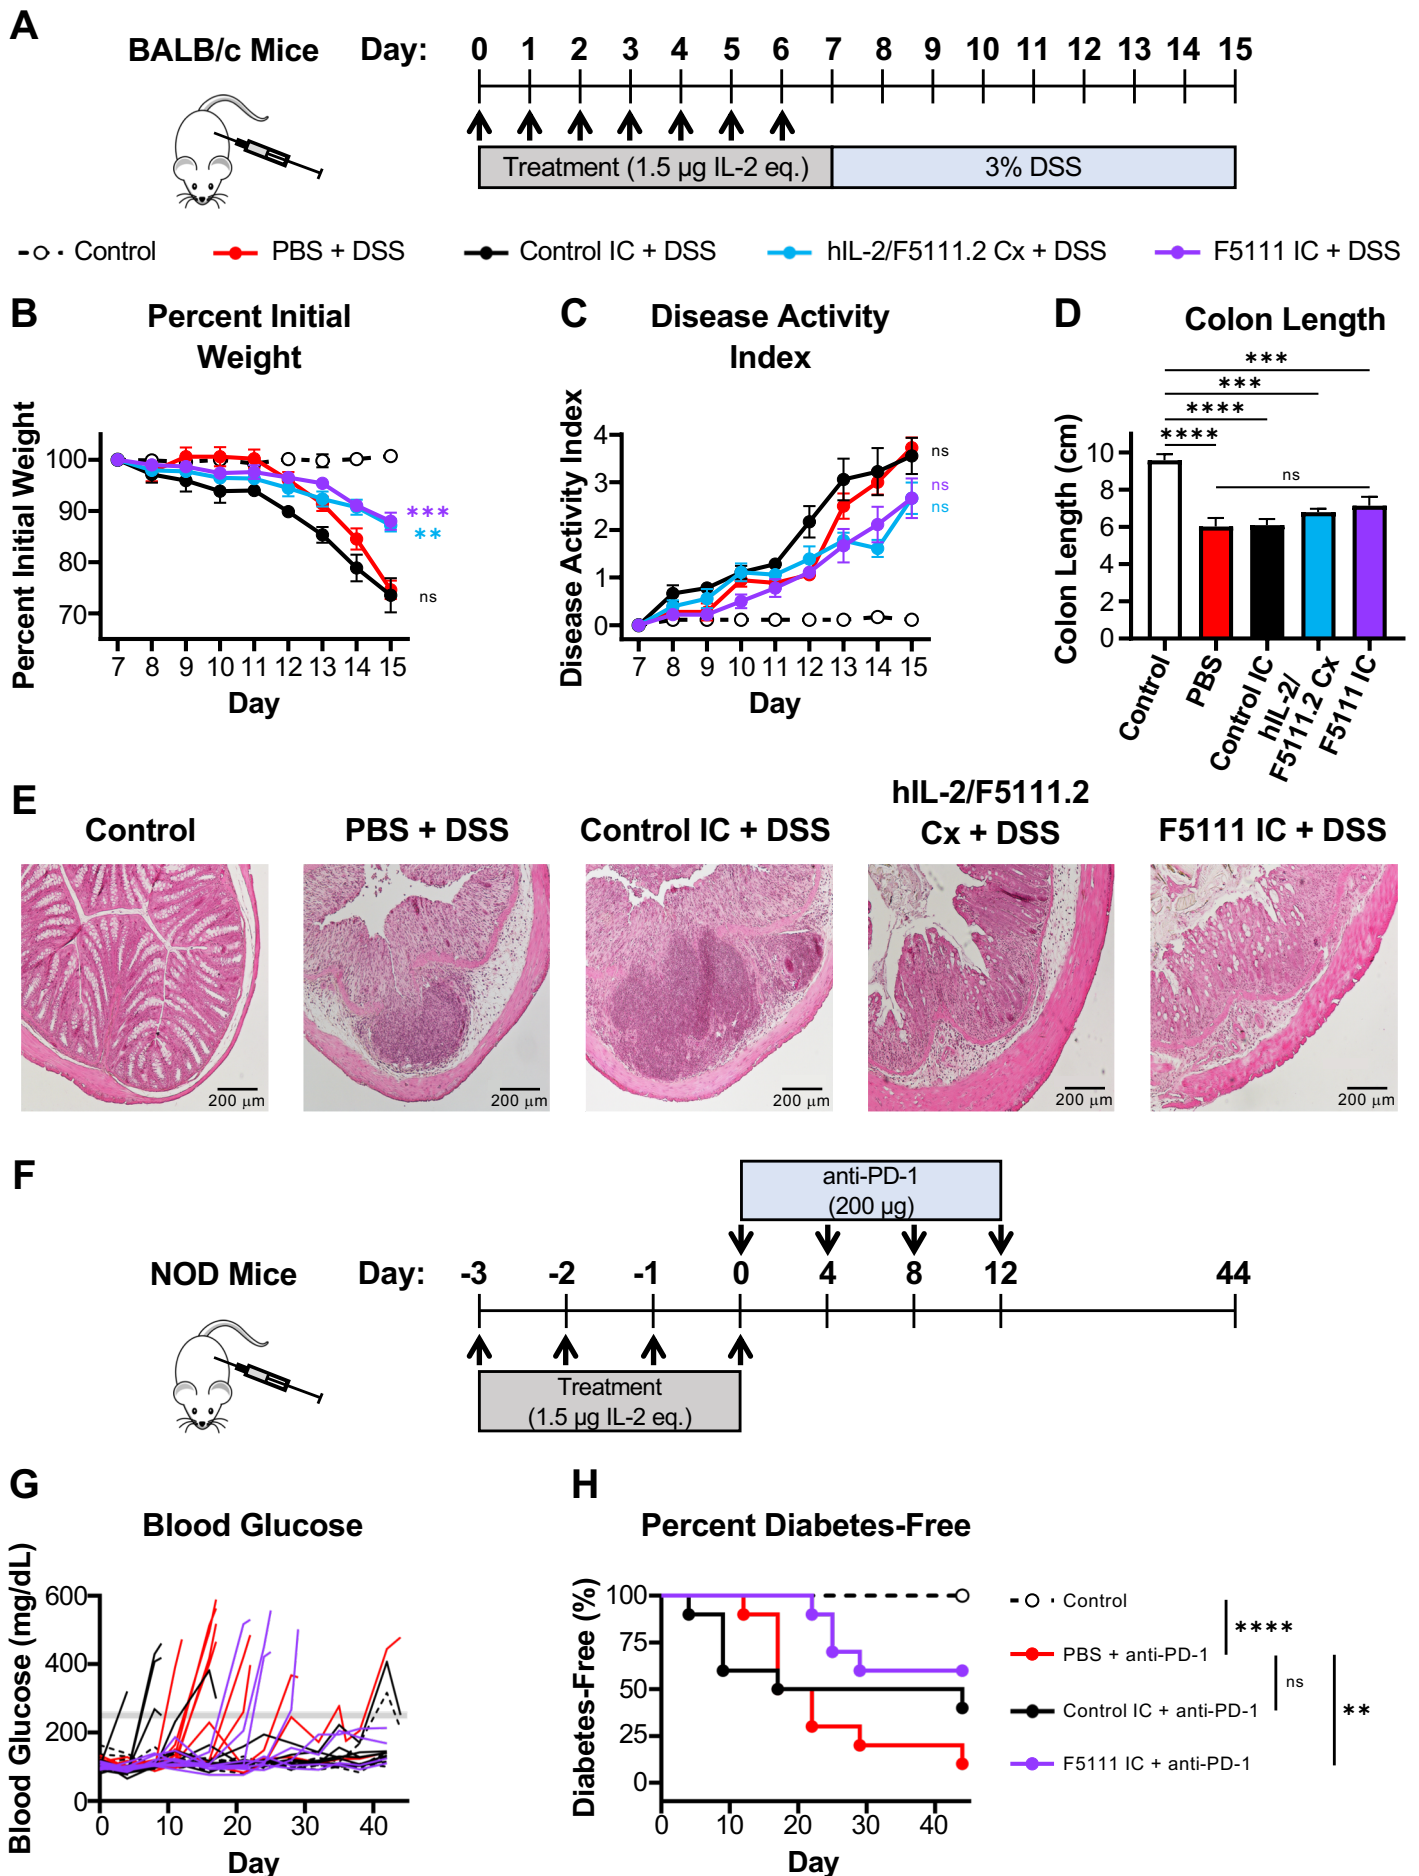 A
BALB/c Mice
Day: 0 1 2 3 4 5 6 7 8 9 10 11 12 13 14 15
Treatment (1.5 µg IL-2 eq.)
3% DSS
Control
PBS + DSS
Control IC + DSS
hIL-2/F5111.2 Cx + DSS
F5111 IC + DSS
B
Percent Initial
Weight
Percent Initial Weight
100
90
80
70
***
**
ns
7 8 9 10 11 12 13 14 15
Day
C
Disease Activity
Index
Disease Activity Index
4
3
2
1
0
ns
ns
ns
7 8 9 10 11 12 13 14 15
Day
D
Colon Length
***
***
****
****
ns
Colon Length (cm)
10
8
6
4
2
0
Control
PBS
Control IC
hIL-2/
F5111.2 Cx
F5111 IC
E
Control
PBS + DSS
Control IC + DSS
hIL-2/F5111.2
Cx + DSS
F5111 IC + DSS
200 µm
200 µm
200 µm
200 µm
200 µm
F
anti-PD-1
(200 µg)
NOD Mice
Day: -3 -2 -1 0 4 8 12 44
Treatment
(1.5 µg IL-2 eq.)
G
Blood Glucose
Blood Glucose (mg/dL)
600
400
200
0
0 10 20 30 40
Day
H
Percent Diabetes-Free
Diabetes-Free (%)
100
75
50
25
0
0 10 20 30 40
Day
Control
PBS + anti-PD-1
Control IC + anti-PD-1
F5111 IC + anti-PD-1
****
ns
**